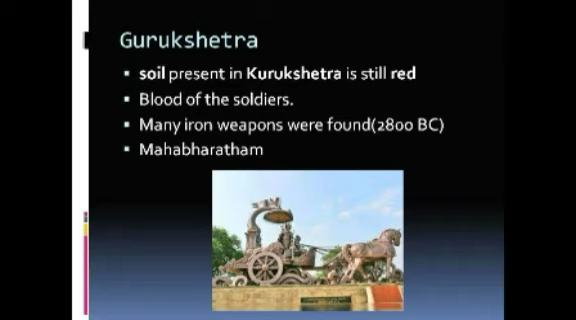 Gurukshetra
soil present in Kurukshetra is still red
Blood of the soldiers.
Many iron weapons were found(2800 BC)
Mahabharatham